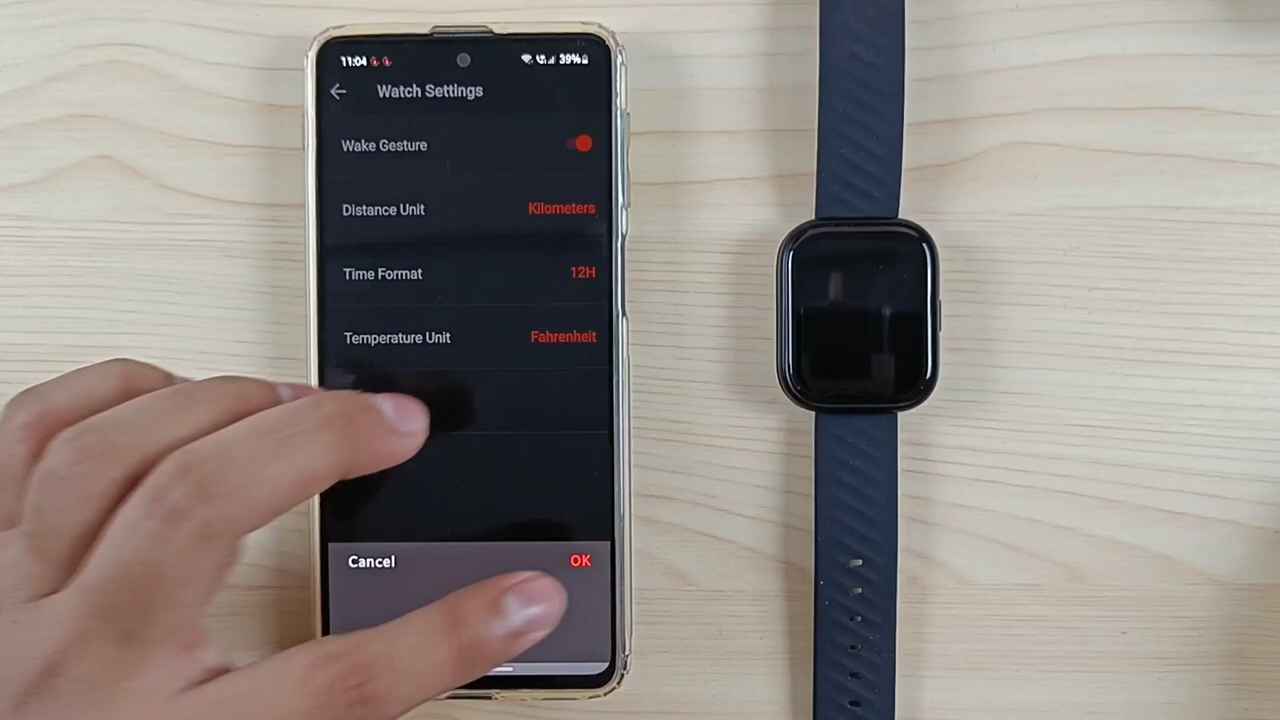 11:04 39%
Watch Settings
Wake Gesture
Distance Unit Kilometers
Time Format 12H
Temperature Unit Fahrenheit
Cancel OK